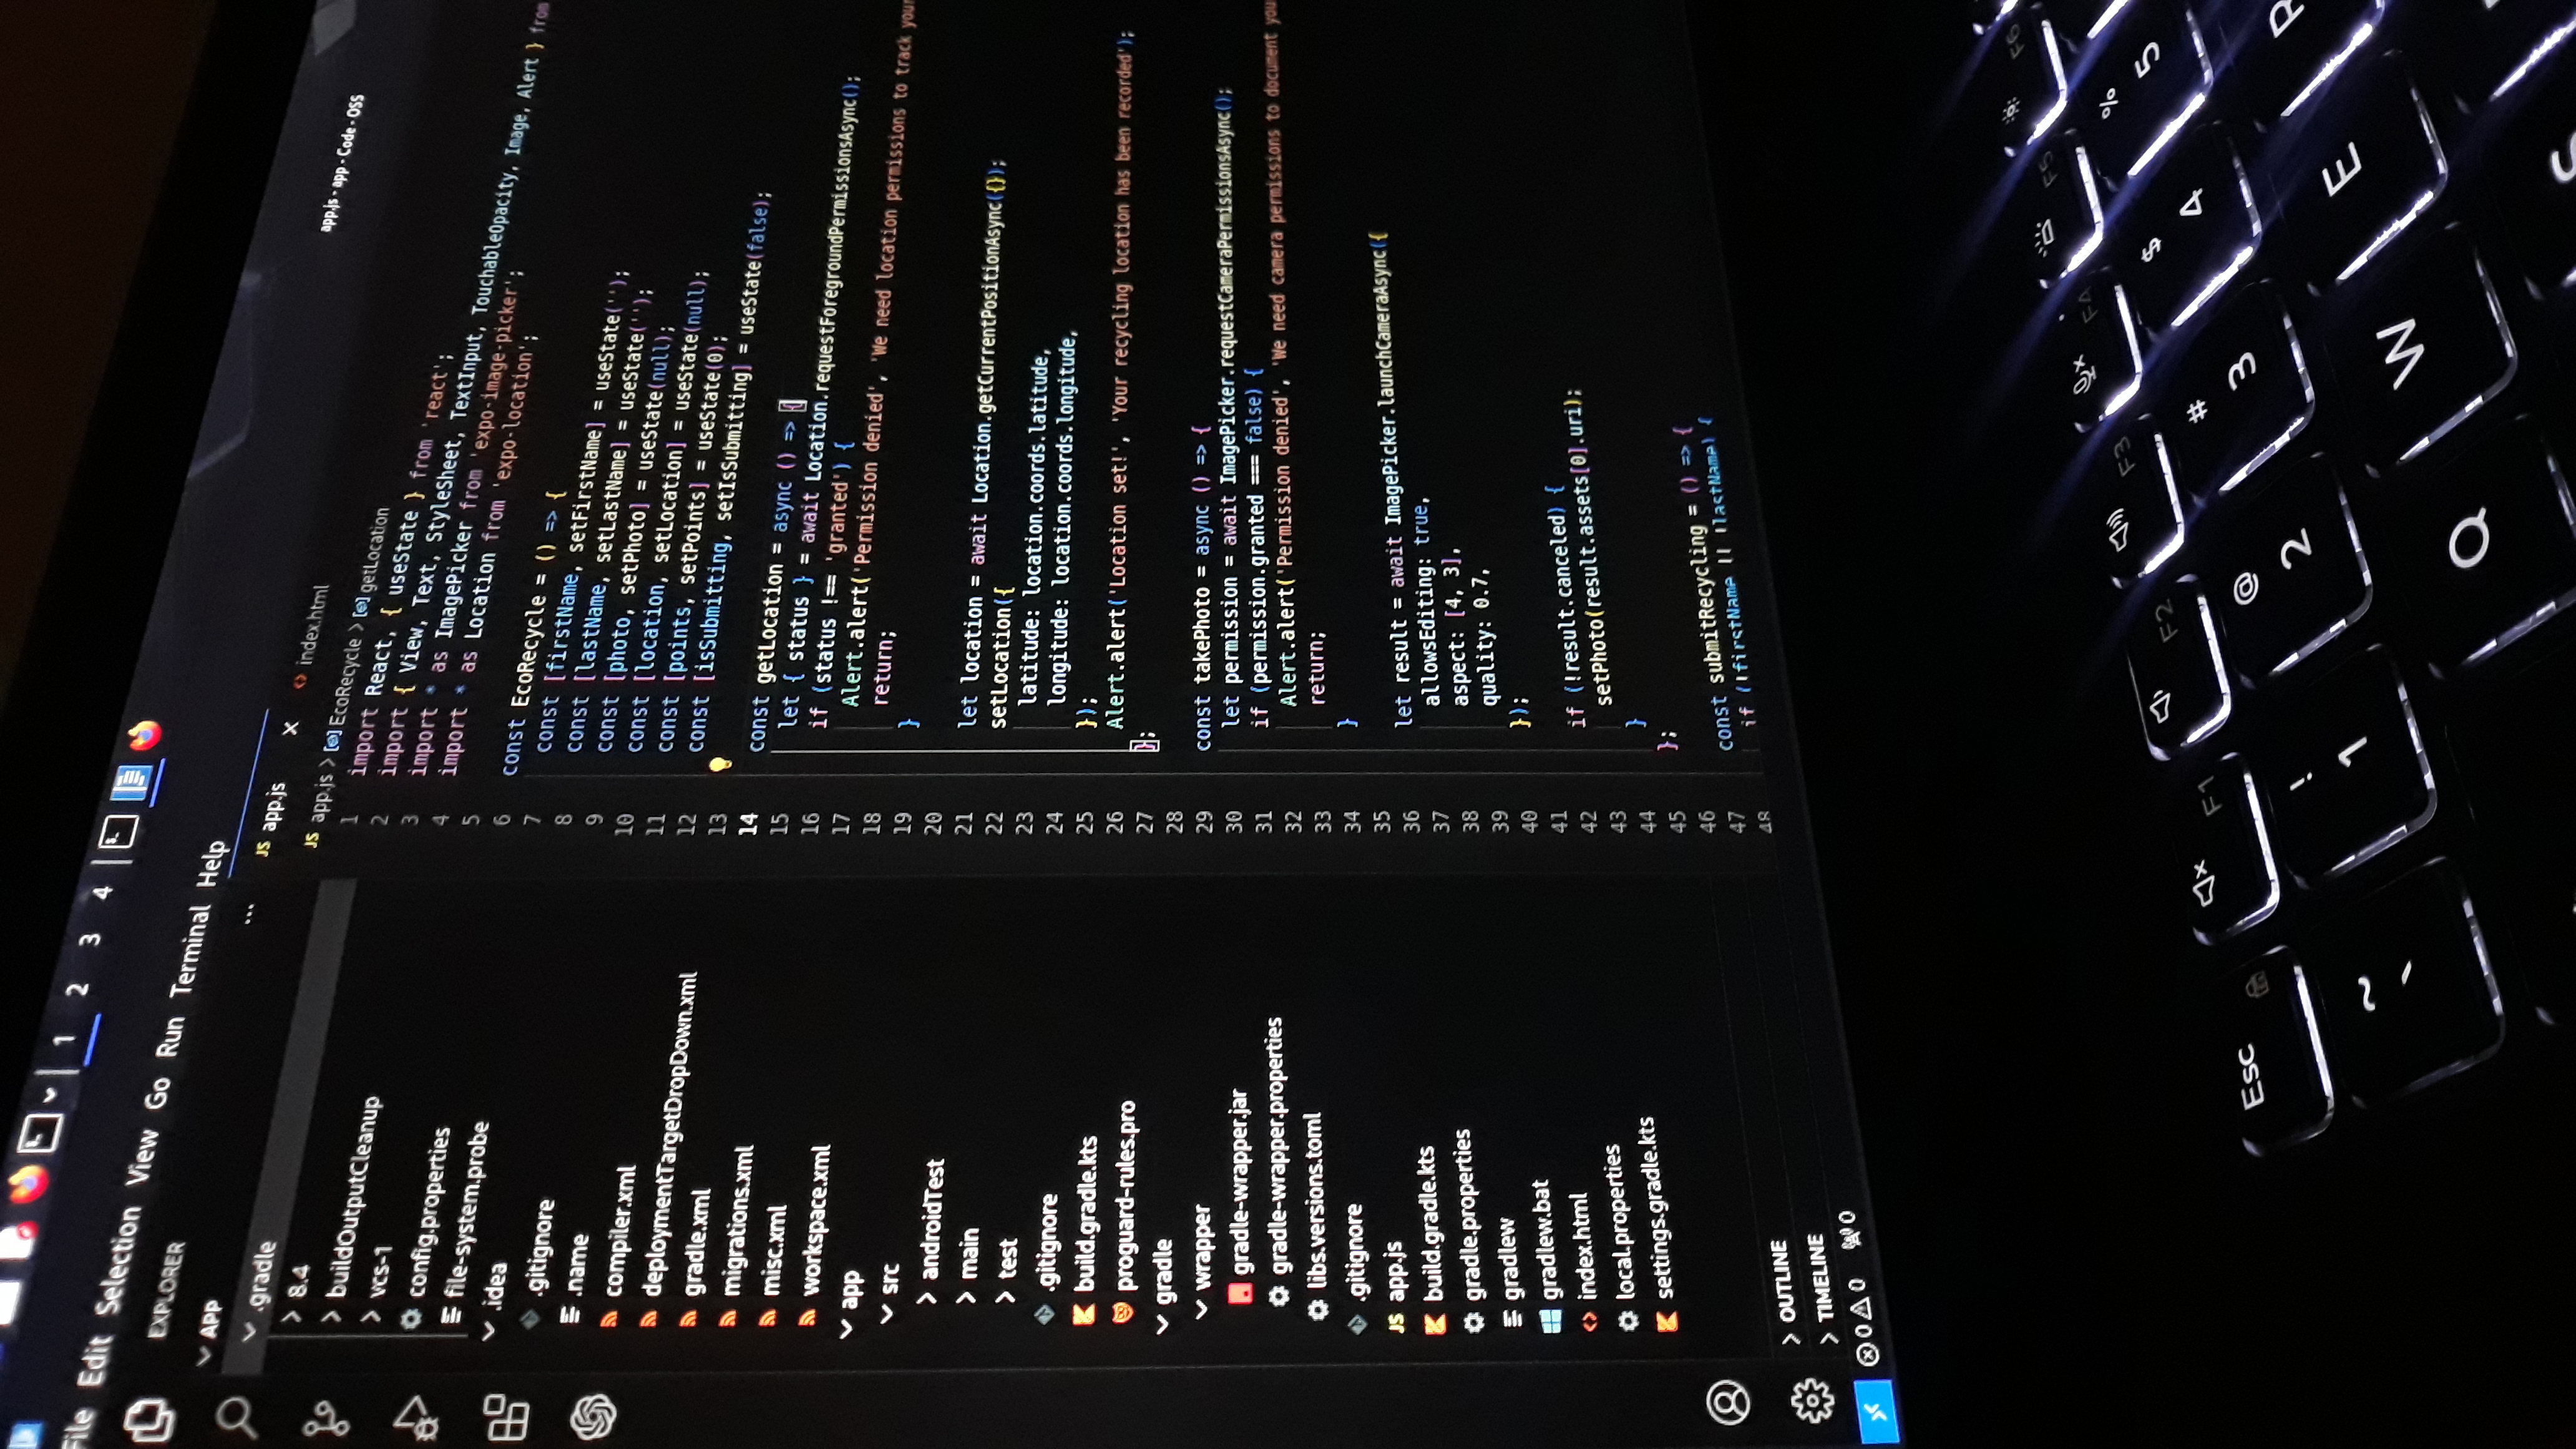 1 2 3 4
File Edit Selection View Go Run Terminal Help
app.js - app - Code - OSS
EXPLORER
APP
.gradle
8.4
buildOutputCleanup
vcs-1
config.properties
file-system.probe
.idea
.gitignore
.name
compiler.xml
deploymentTargetDropDown.xml
gradle.xml
migrations.xml
misc.xml
workspace.xml
app
src
androidTest
main
test
.gitignore
build.gradle.kts
proguard-rules.pro
gradle
wrapper
gradle-wrapper.jar
gradle-wrapper.properties
libs.versions.toml
.gitignore
JS app.js
build.gradle.kts
gradle.properties
gradlew
gradlew.bat
index.html
local.properties
settings.gradle.kts
OUTLINE
TIMELINE
0 0 0
JS app.js
index.html
JS app.js > EcoRecycle > getLocation
1 import React, { useState } from 'react';
2 import { View, Text, StyleSheet, TextInput, TouchableOpacity, Image, Alert } from
3 import * as ImagePicker from 'expo-image-picker';
4 import * as Location from 'expo-location';
5
6 const EcoRecycle = () => {
7 const [firstName, setFirstName] = useState('');
8 const [lastName, setLastName] = useState('');
9 const [photo, setPhoto] = useState(null);
10 const [location, setLocation] = useState(null);
11 const [points, setPoints] = useState(0);
12 const [isSubmitting, setIsSubmitting] = useState(false);
13
14 const getLocation = async () => {
15 let { status } = await Location.requestForegroundPermissionsAsync();
16 if (status !== 'granted') {
17 Alert.alert('Permission denied', 'We need location permissions to track your
18 return;
19 }
20
21 let location = await Location.getCurrentPositionAsync({});
22 setLocation({
23 latitude: location.coords.latitude,
24 longitude: location.coords.longitude,
25 });
26 Alert.alert('Location set!', 'Your recycling location has been recorded');
27 };
28
29 const takePhoto = async () => {
30 let permission = await ImagePicker.requestCameraPermissionsAsync();
31 if (permission.granted === false) {
32 Alert.alert('Permission denied', 'We need camera permissions to document you
33 return;
34 }
35
36 let result = await ImagePicker.launchCameraAsync({
37 allowsEditing: true,
38 aspect: [4, 3],
39 quality: 0.7,
40 });
41
42 if (!result.canceled) {
43 setPhoto(result.assets[0].uri);
44 }
45 };
46
47 const submitRecycling = () => {
48 if (!firstName || !lastName) {
Esc F1 F2 F3 F4 F5 F6
~ ` ! 1 @ 2 # 3 $ 4 % 5
Q W E R
S